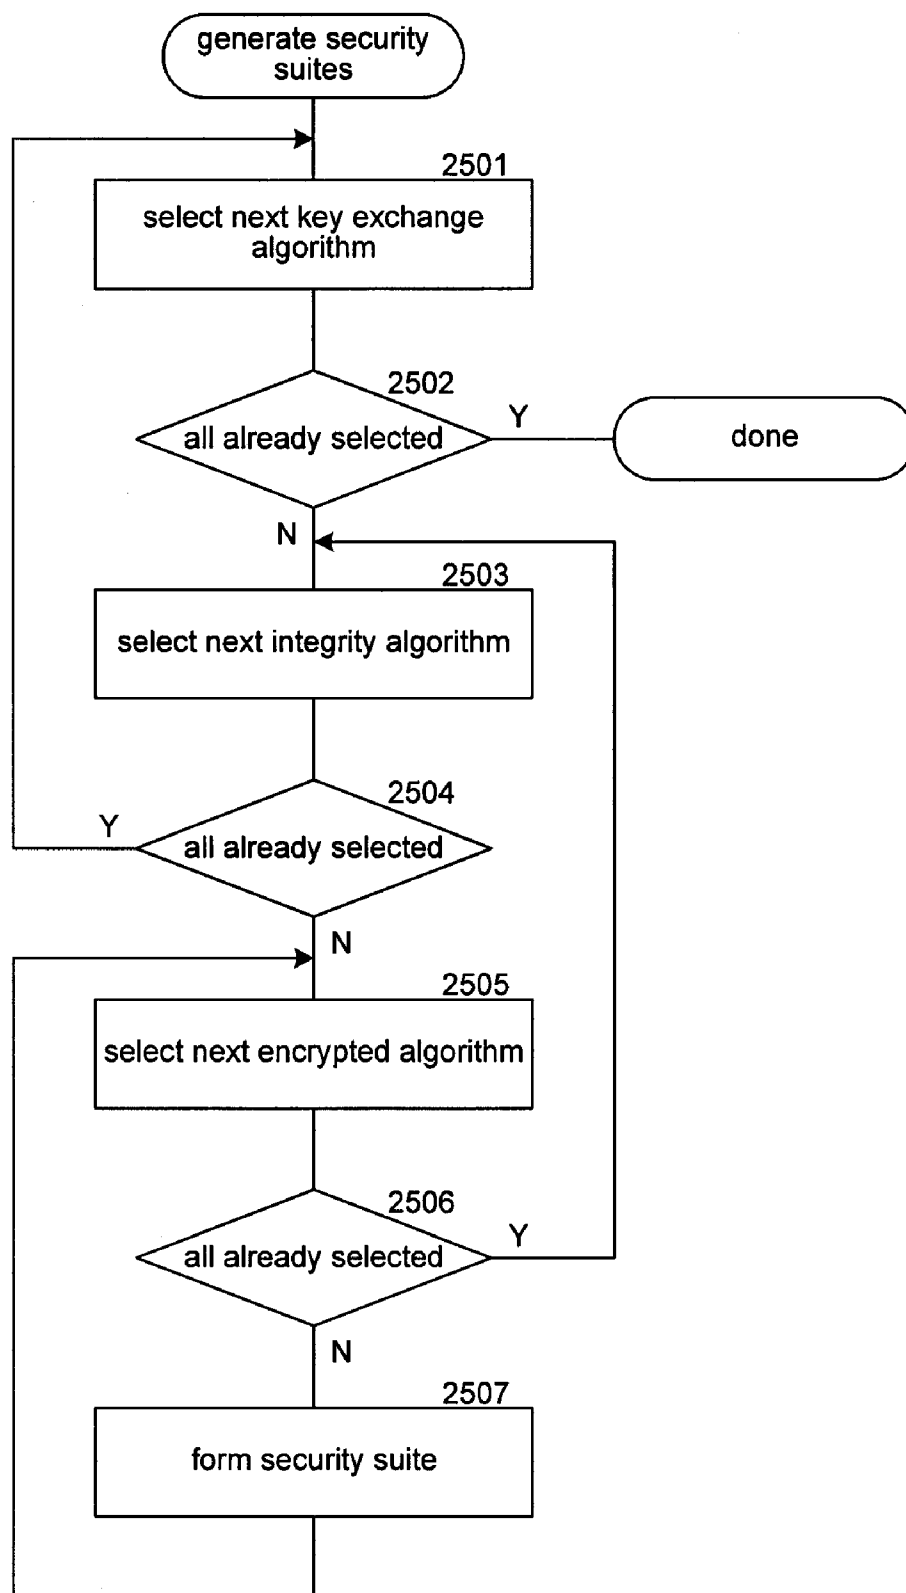 generate security
suites
2501
select next key exchange
algorithm
2502
all already selected
Y
done
N
2503
select next integrity algorithm
2504
Y
all already selected
N
2505
select next encrypted algorithm
2506
all already selected
Y
N
2507
form security suite